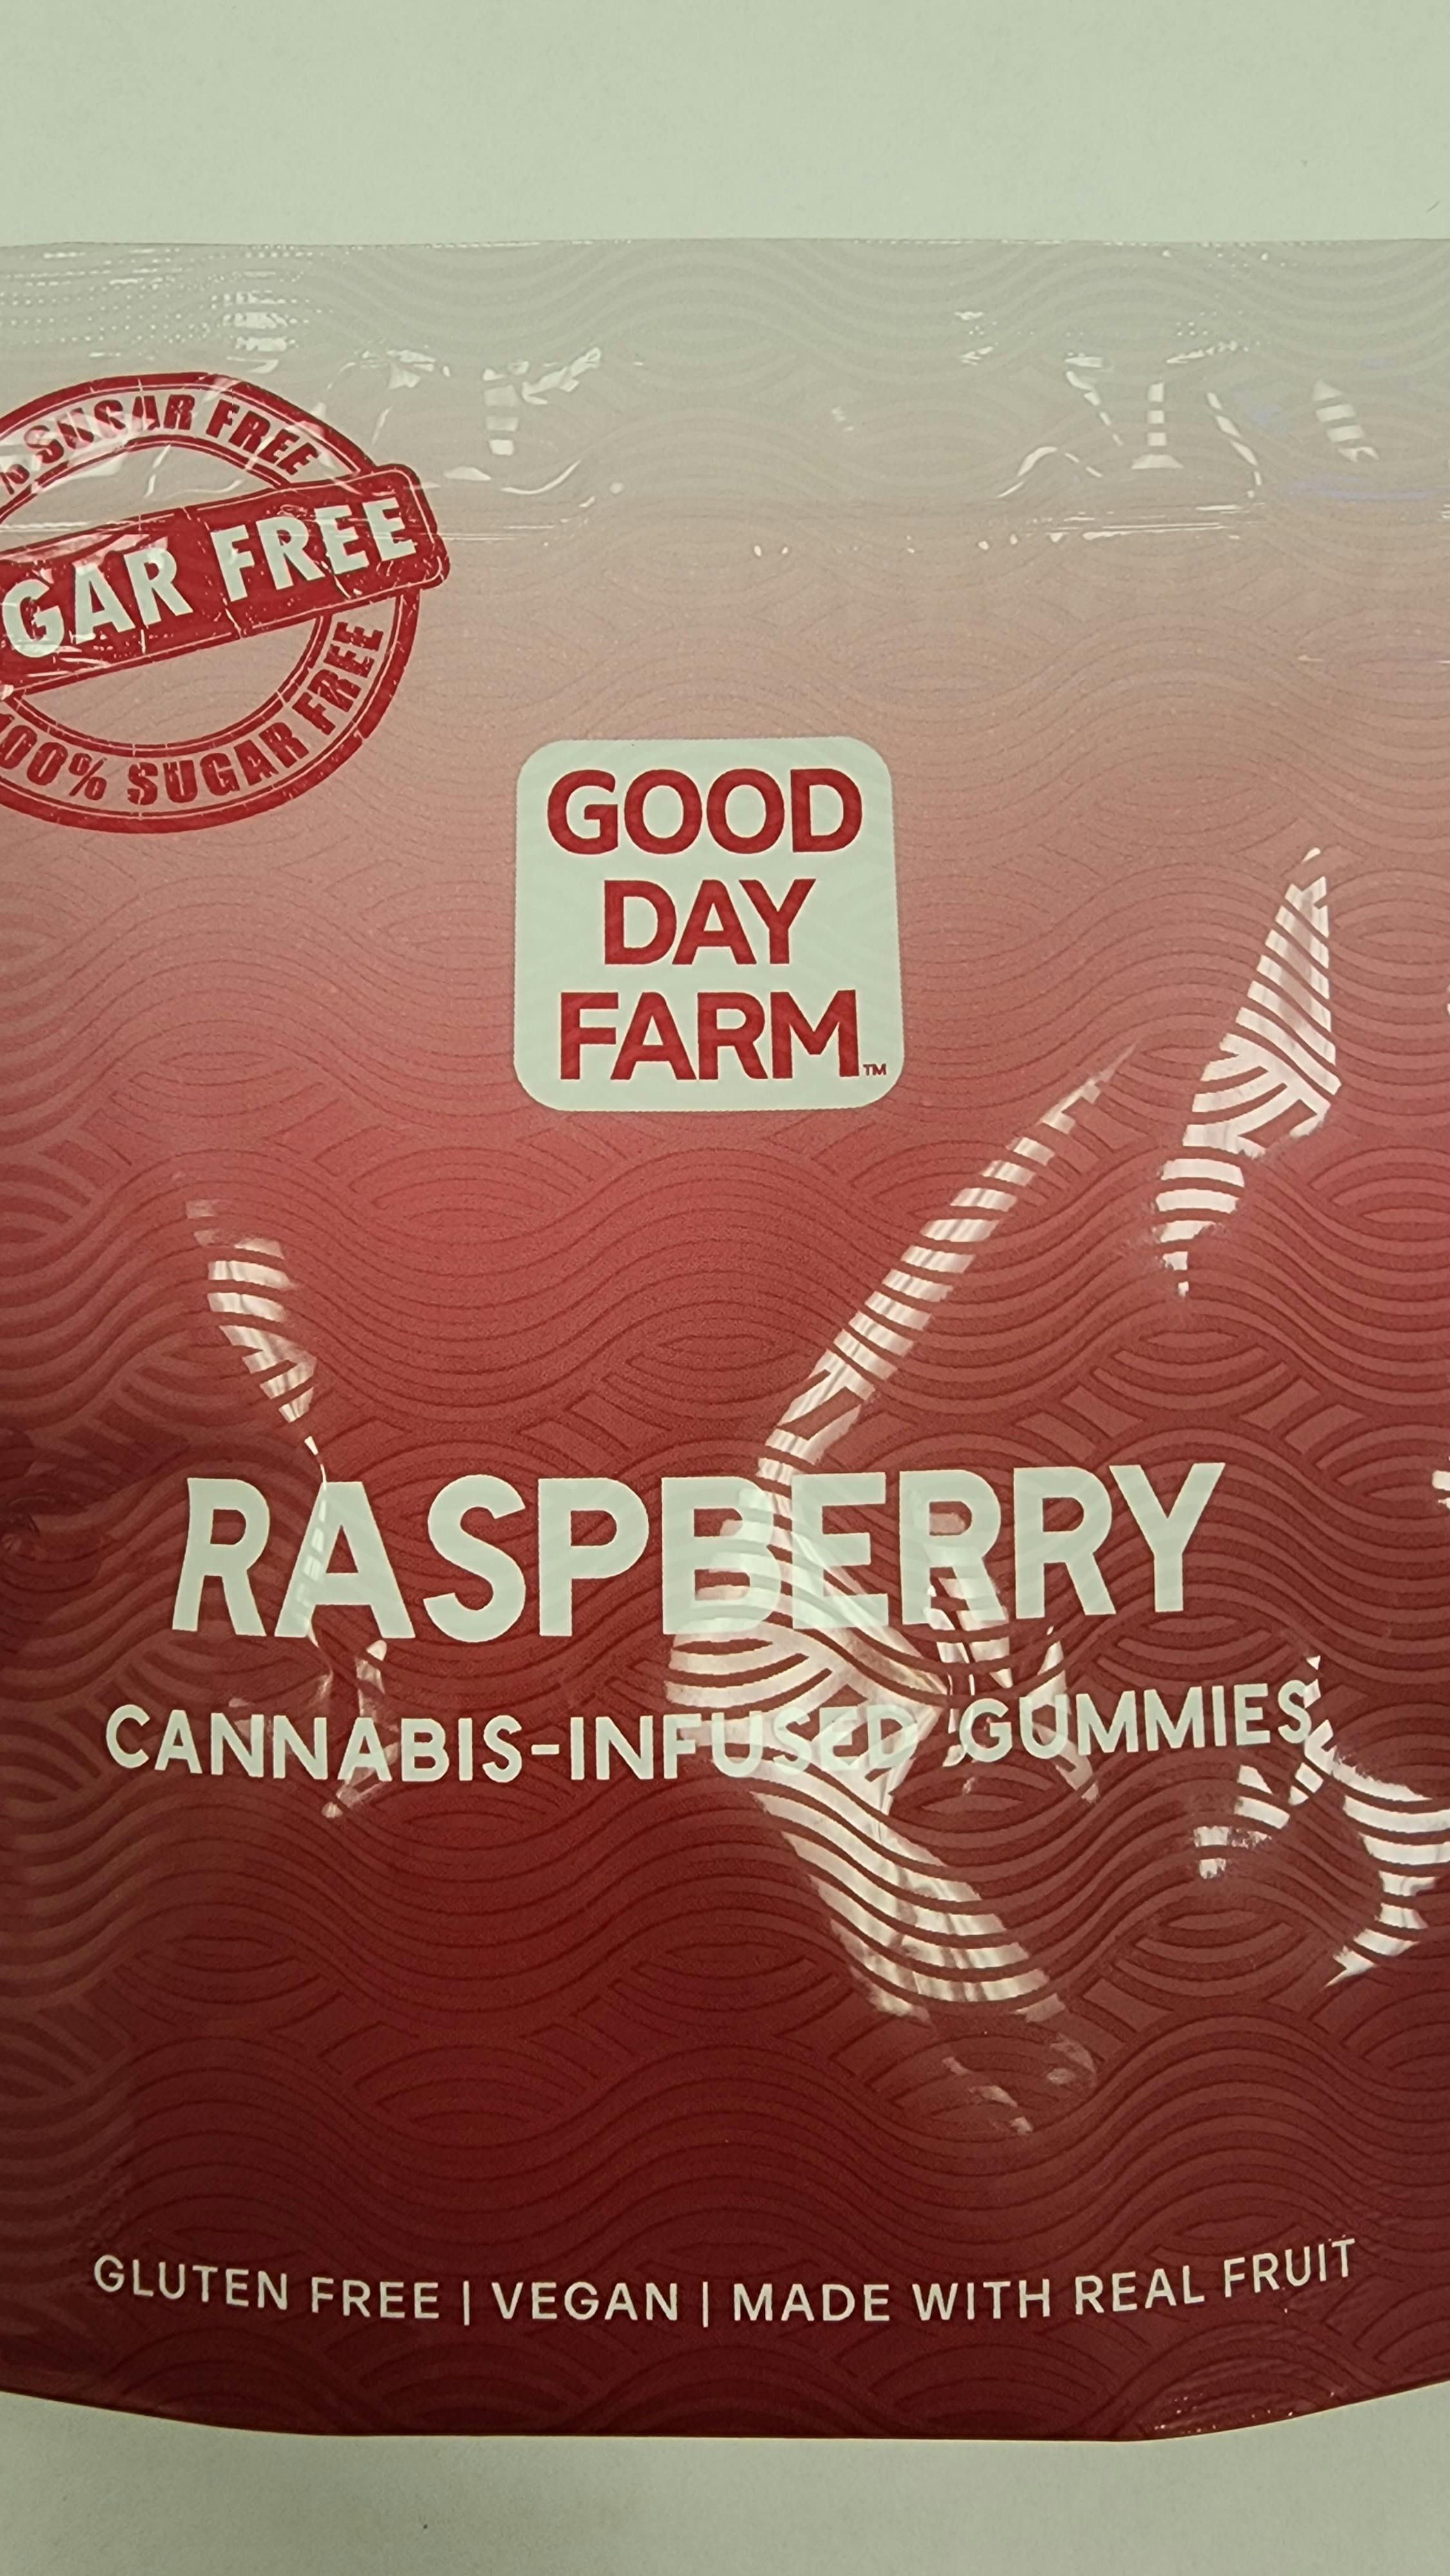 SUGAR FREE
GAR FREE
100% SUGAR FREE
GOOD
DAY
FARM™
RASPBERRY
CANNABIS-INFUSED GUMMIES
GLUTEN FREE | VEGAN | MADE WITH REAL FRUIT